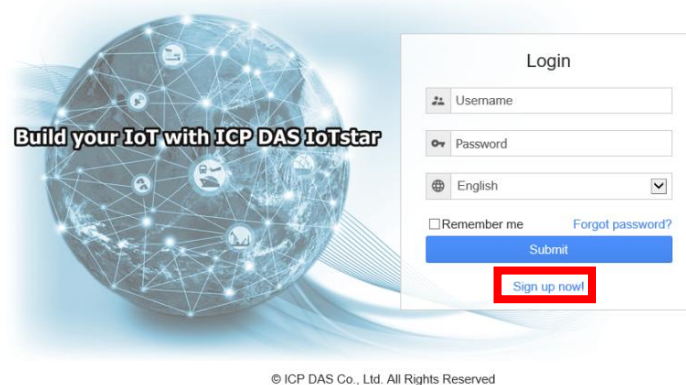 Build your IoT with ICP DAS IoTstar
Login
Username
Password
English
Remember me Forgot password?
Submit
Sign up now!
© ICP DAS Co., Ltd. All Rights Reserved